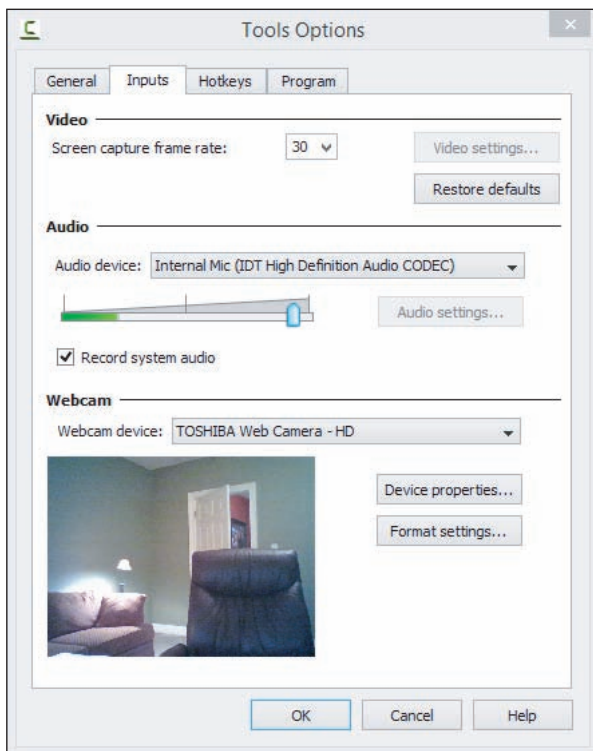 Tools Options
General Inputs Hotkeys Program
Video
Screen capture frame rate: 30 Video settings...
Restore defaults
Audio
Audio device: Internal Mic (IDT High Definition Audio CODEC)
Audio settings...
Record system audio
Webcam
Webcam device: TOSHIBA Web Camera - HD
Device properties...
Format settings...
OK Cancel Help